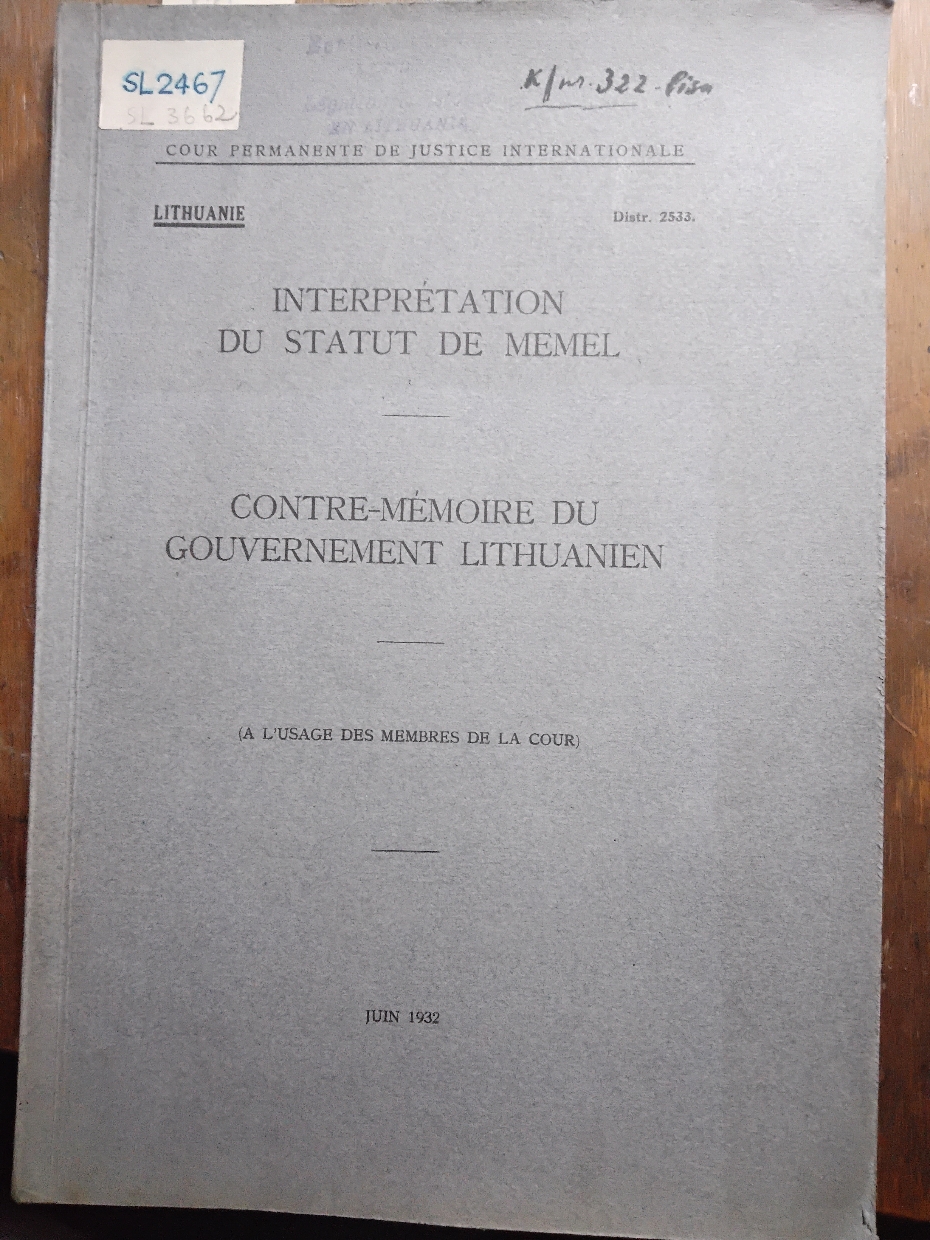 SL2467
SL 3662
K/nr. 322
COUR PERMANENTE DE JUSTICE INTERNATIONALE
LITHUANIE
Distr. 2533.
INTERPRÉTATION
DU STATUT DE MEMEL
CONTRE-MÉMOIRE DU
GOUVERNEMENT LITHUANIEN
(A L'USAGE DES MEMBRES DE LA COUR)
JUIN 1932